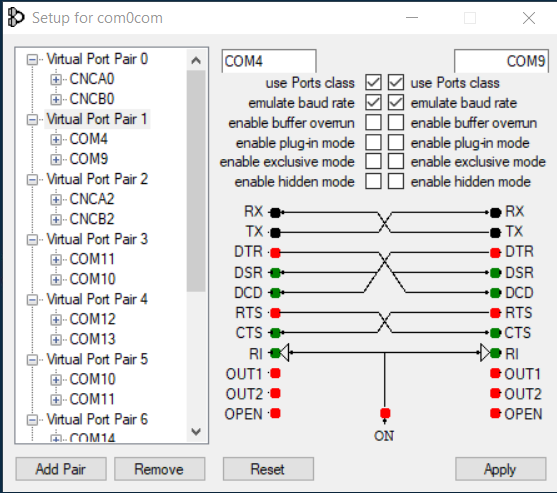 Setup for com0com
Virtual Port Pair 0
CNCA0
CNCB0
Virtual Port Pair 1
COM4
COM9
Virtual Port Pair 2
CNCA2
CNCB2
Virtual Port Pair 3
COM11
COM10
Virtual Port Pair 4
COM12
COM13
Virtual Port Pair 5
COM10
COM11
Virtual Port Pair 6
COM14
COM4 COM9
use Ports class use Ports class
emulate baud rate emulate baud rate
enable buffer overrun enable buffer overrun
enable plug-in mode enable plug-in mode
enable exclusive mode enable exclusive mode
enable hidden mode enable hidden mode
RX RX
TX TX
DTR DTR
DSR DSR
DCD DCD
RTS RTS
CTS CTS
RI RI
OUT1 OUT1
OUT2 OUT2
OPEN OPEN
ON
Add Pair Remove Reset Apply